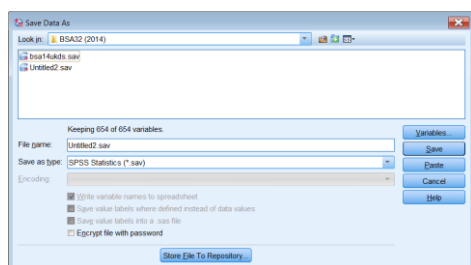 Save Data As
Look in: BSA32 (2014)
bsa14ukds.sav
Untitled2.sav
Keeping 654 of 654 variables.
Variables...
File name: Untitled2.sav
Save
Save as type: SPSS Statistics (*.sav)
Paste
Encoding:
Cancel
Write variable names to spreadsheet
Help
Save value labels where defined instead of data values
Save value labels into a .sas file
Encrypt file with password
Store File To Repository...